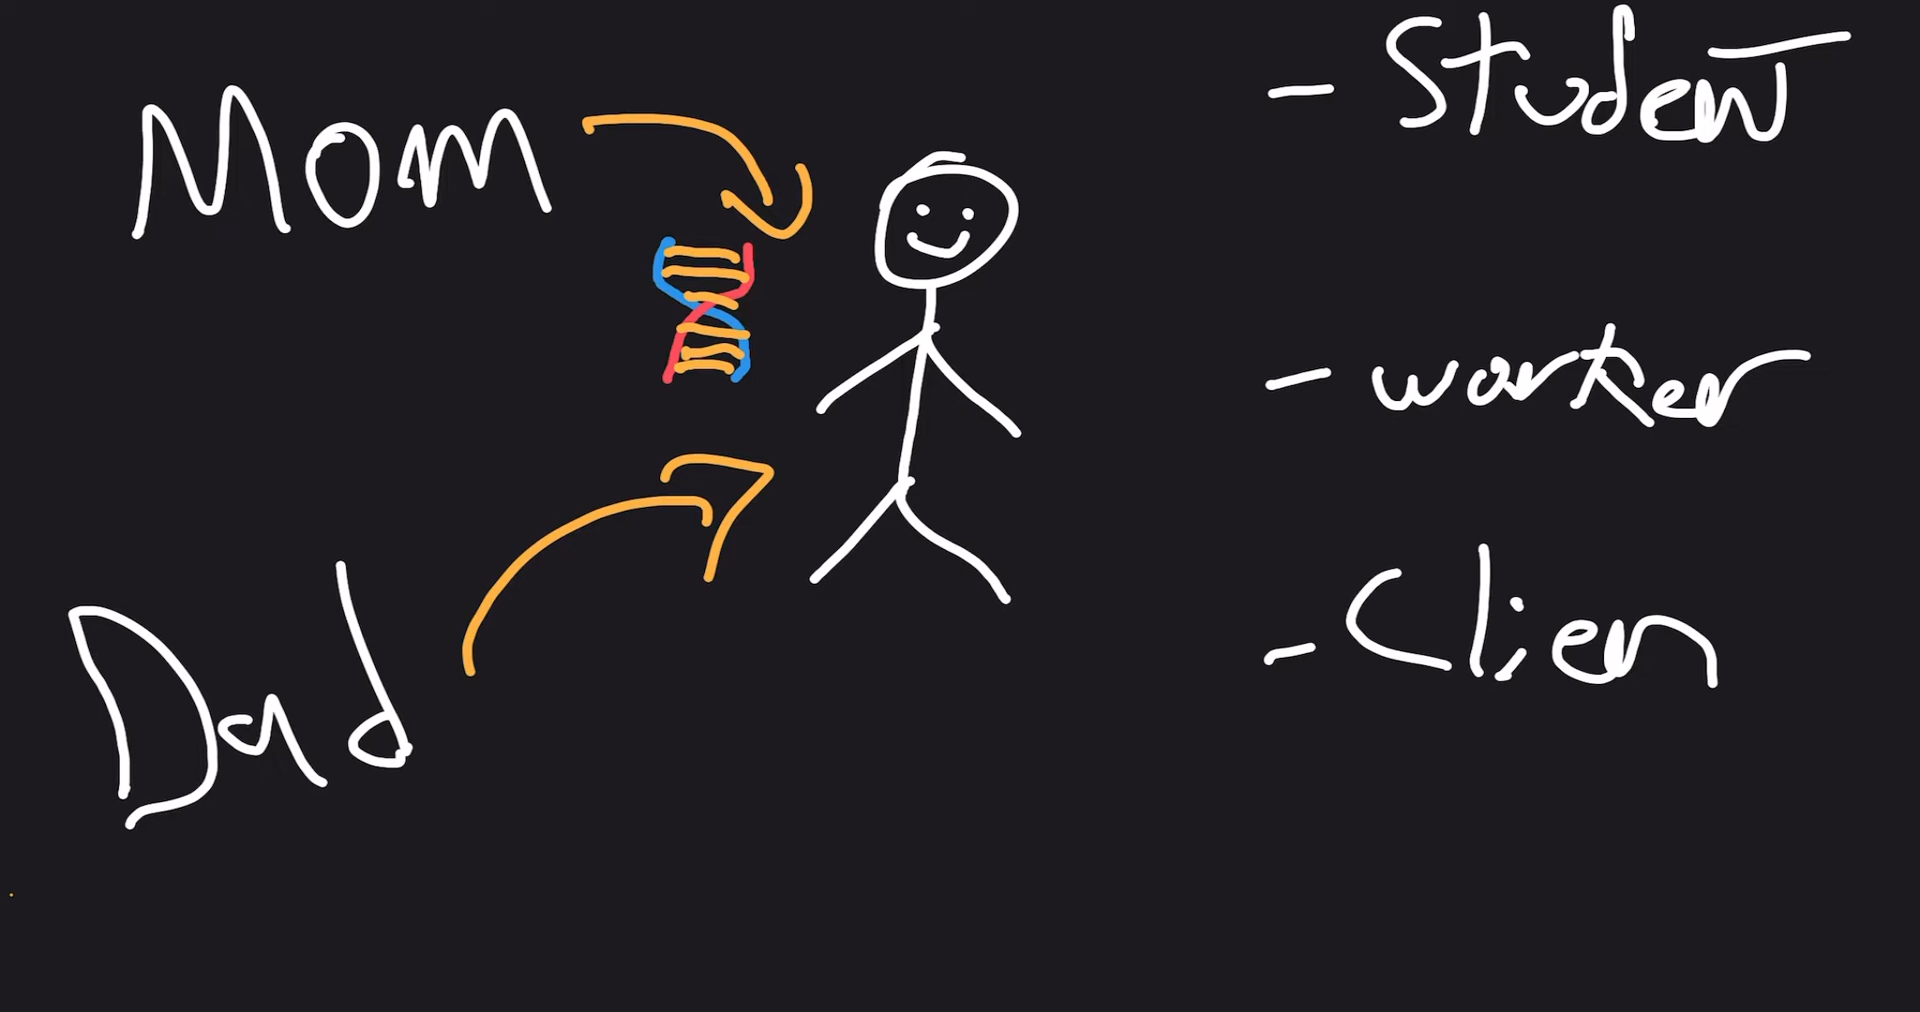 Mom
Dad
- Student
- worker
- Clien